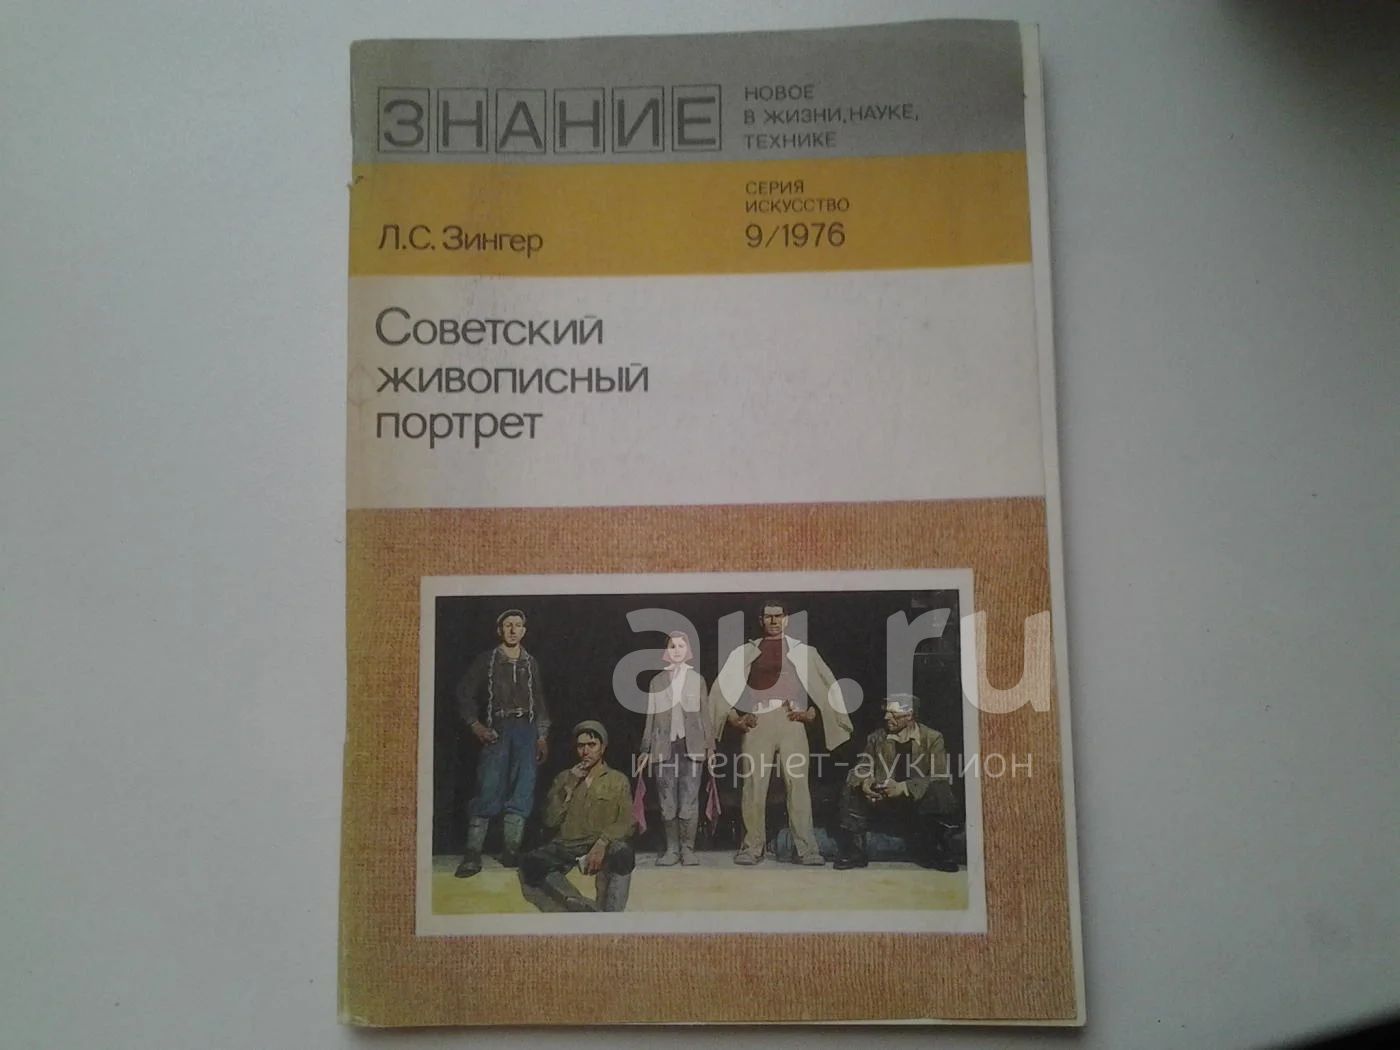 ЗНАНИЕ
НОВОЕ
В ЖИЗНИ, НАУКЕ,
ТЕХНИКЕ
СЕРИЯ
ИСКУССТВО
9/1976
Л.С. Зингер
Советский
живописный
портрет
au.ru
интернет-аукцион